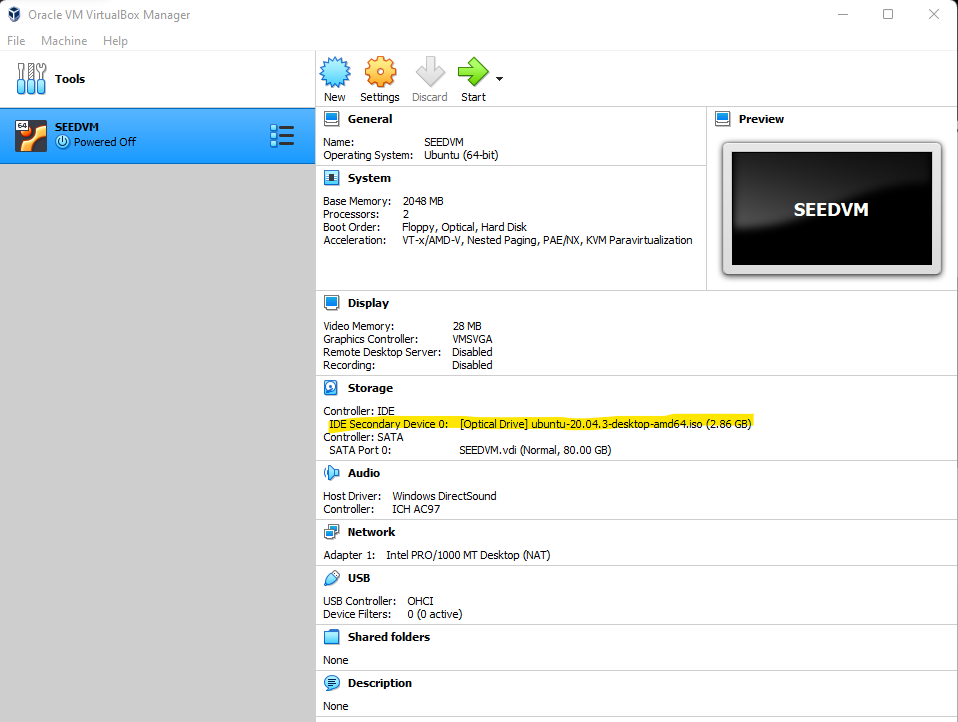 Oracle VM VirtualBox Manager
File Machine Help
Tools
New Settings Discard Start
64
SEEDVM
Powered Off
General
Name: SEEDVM
Operating System: Ubuntu (64-bit)
Preview
SEEDVM
System
Base Memory: 2048 MB
Processors: 2
Boot Order: Floppy, Optical, Hard Disk
Acceleration: VT-x/AMD-V, Nested Paging, PAE/NX, KVM Paravirtualization
Display
Video Memory: 28 MB
Graphics Controller: VMSVGA
Remote Desktop Server: Disabled
Recording: Disabled
Storage
Controller: IDE
IDE Secondary Device 0: [Optical Drive] ubuntu-20.04.3-desktop-amd64.iso (2.86 GB)
Controller: SATA
SATA Port 0: SEEDVM.vdi (Normal, 80.00 GB)
Audio
Host Driver: Windows DirectSound
Controller: ICH AC97
Network
Adapter 1: Intel PRO/1000 MT Desktop (NAT)
USB
USB Controller: OHCI
Device Filters: 0 (0 active)
Shared folders
None
Description
None